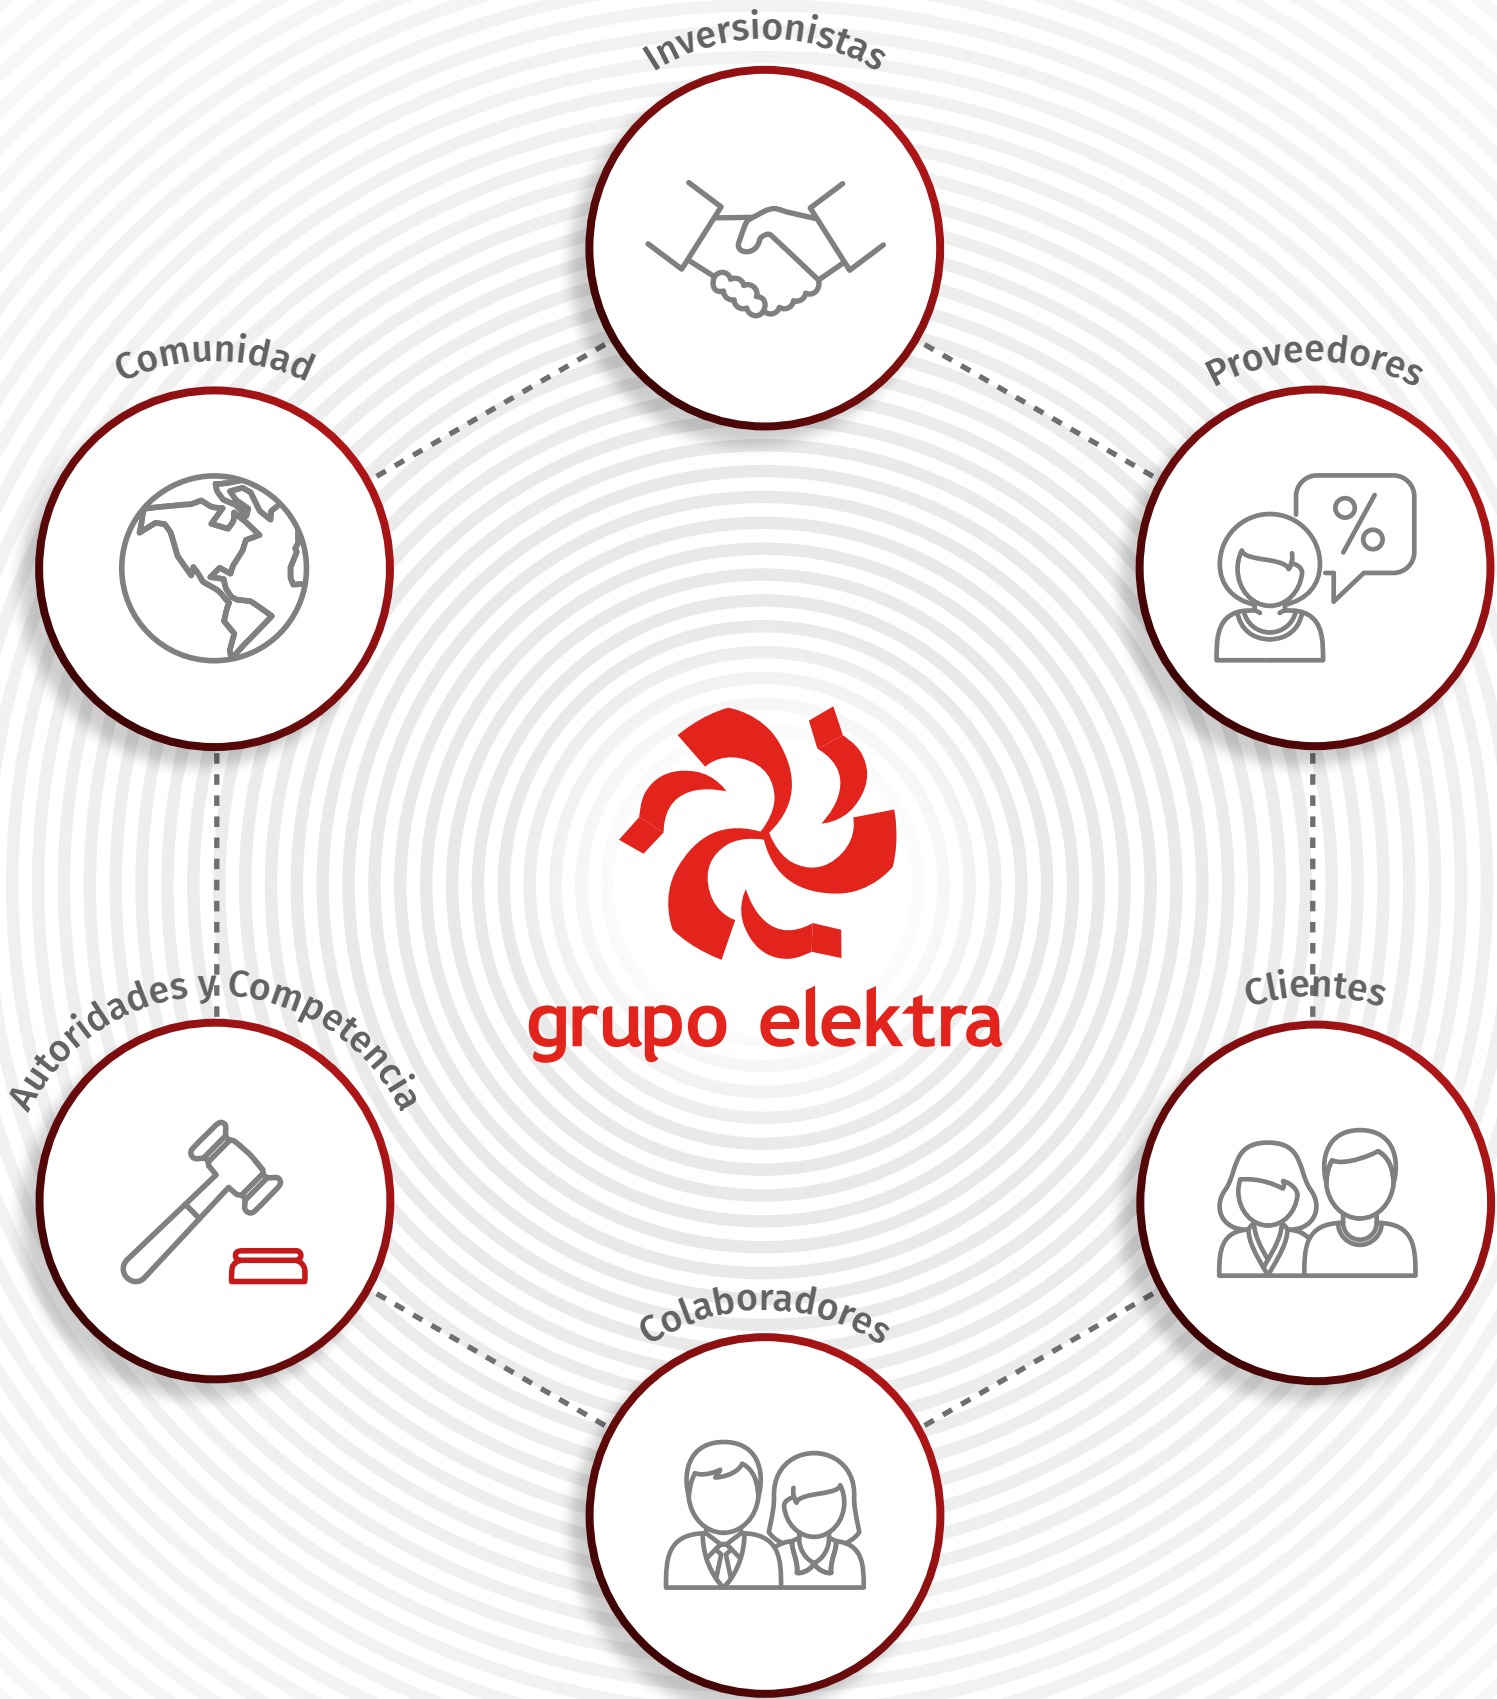 Inversionistas
Comunidad
Proveedores
grupo elektra
Autoridades y Competencia
Clientes
Colaboradores